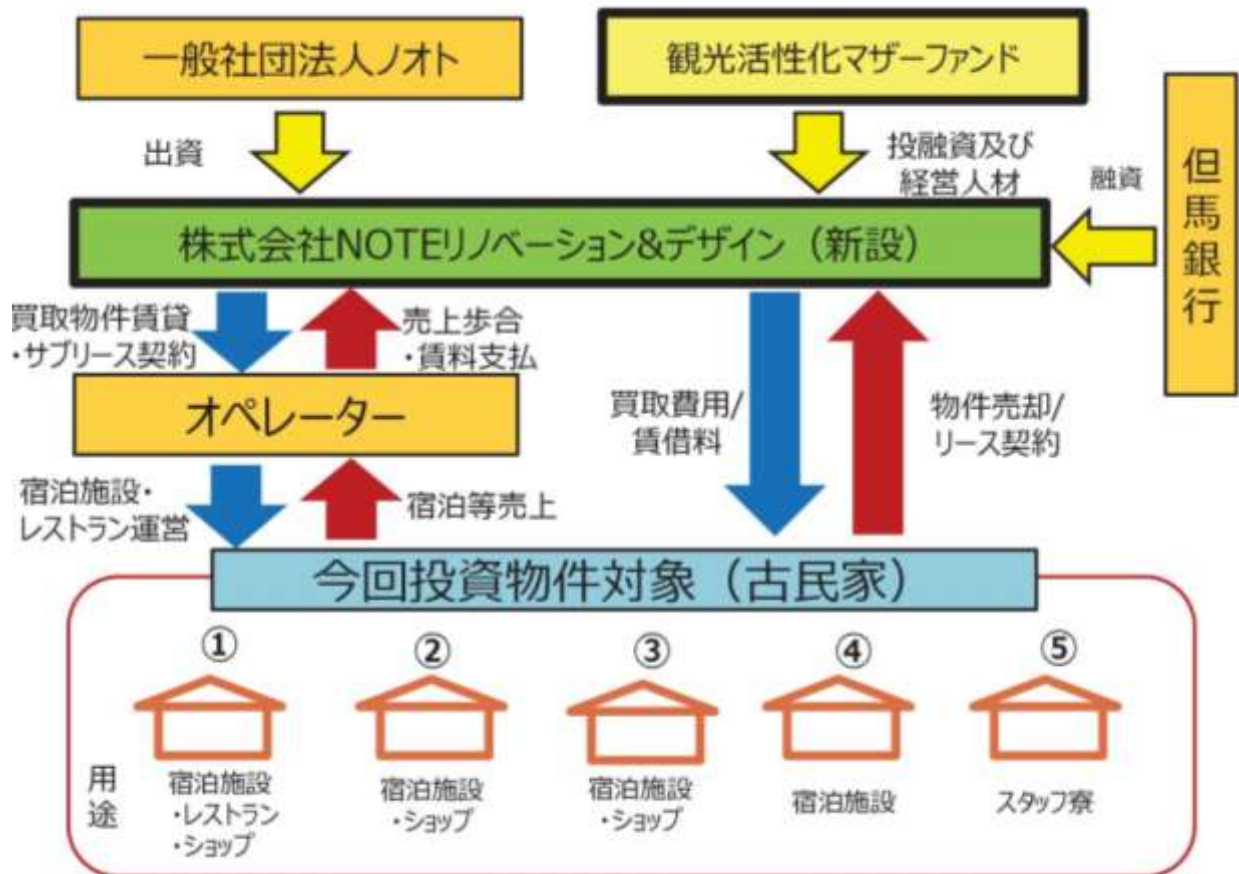 一般社団法人ノオト
観光活性化マザーファンド
出資
投融資及び
経営人材
融資
但馬銀行
株式会社NOTEリノベーション&デザイン（新設）
買取物件賃貸
・サブリース契約
売上歩合
・賃料支払
オペレーター
買取費用/
賃借料
物件売却/
リース契約
宿泊施設・
レストラン運営
宿泊等売上
今回投資物件対象（古民家）
①
②
③
④
⑤
用途
宿泊施設
・レストラン
・ショップ
宿泊施設
・ショップ
宿泊施設
・ショップ
宿泊施設
スタッフ寮